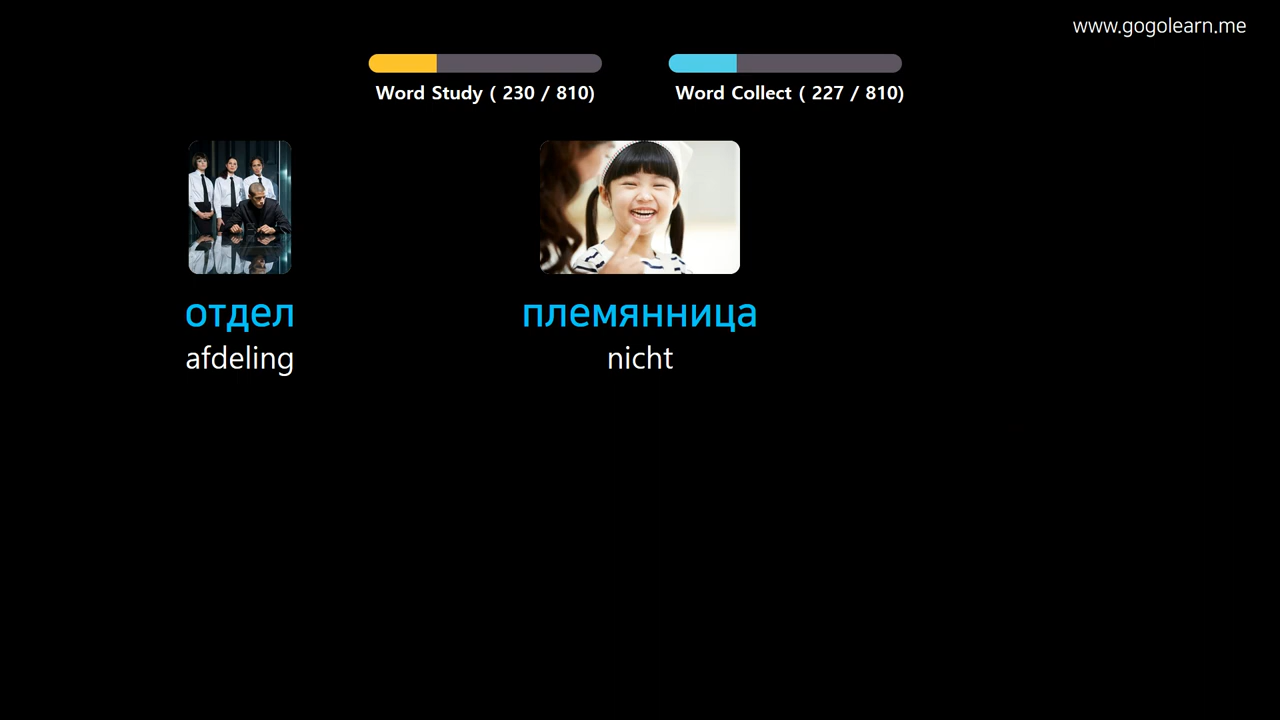 www.gogolearn.me
Word Study ( 230 / 810)
Word Collect ( 227 / 810)
отдел
afdeling
племянница
nicht